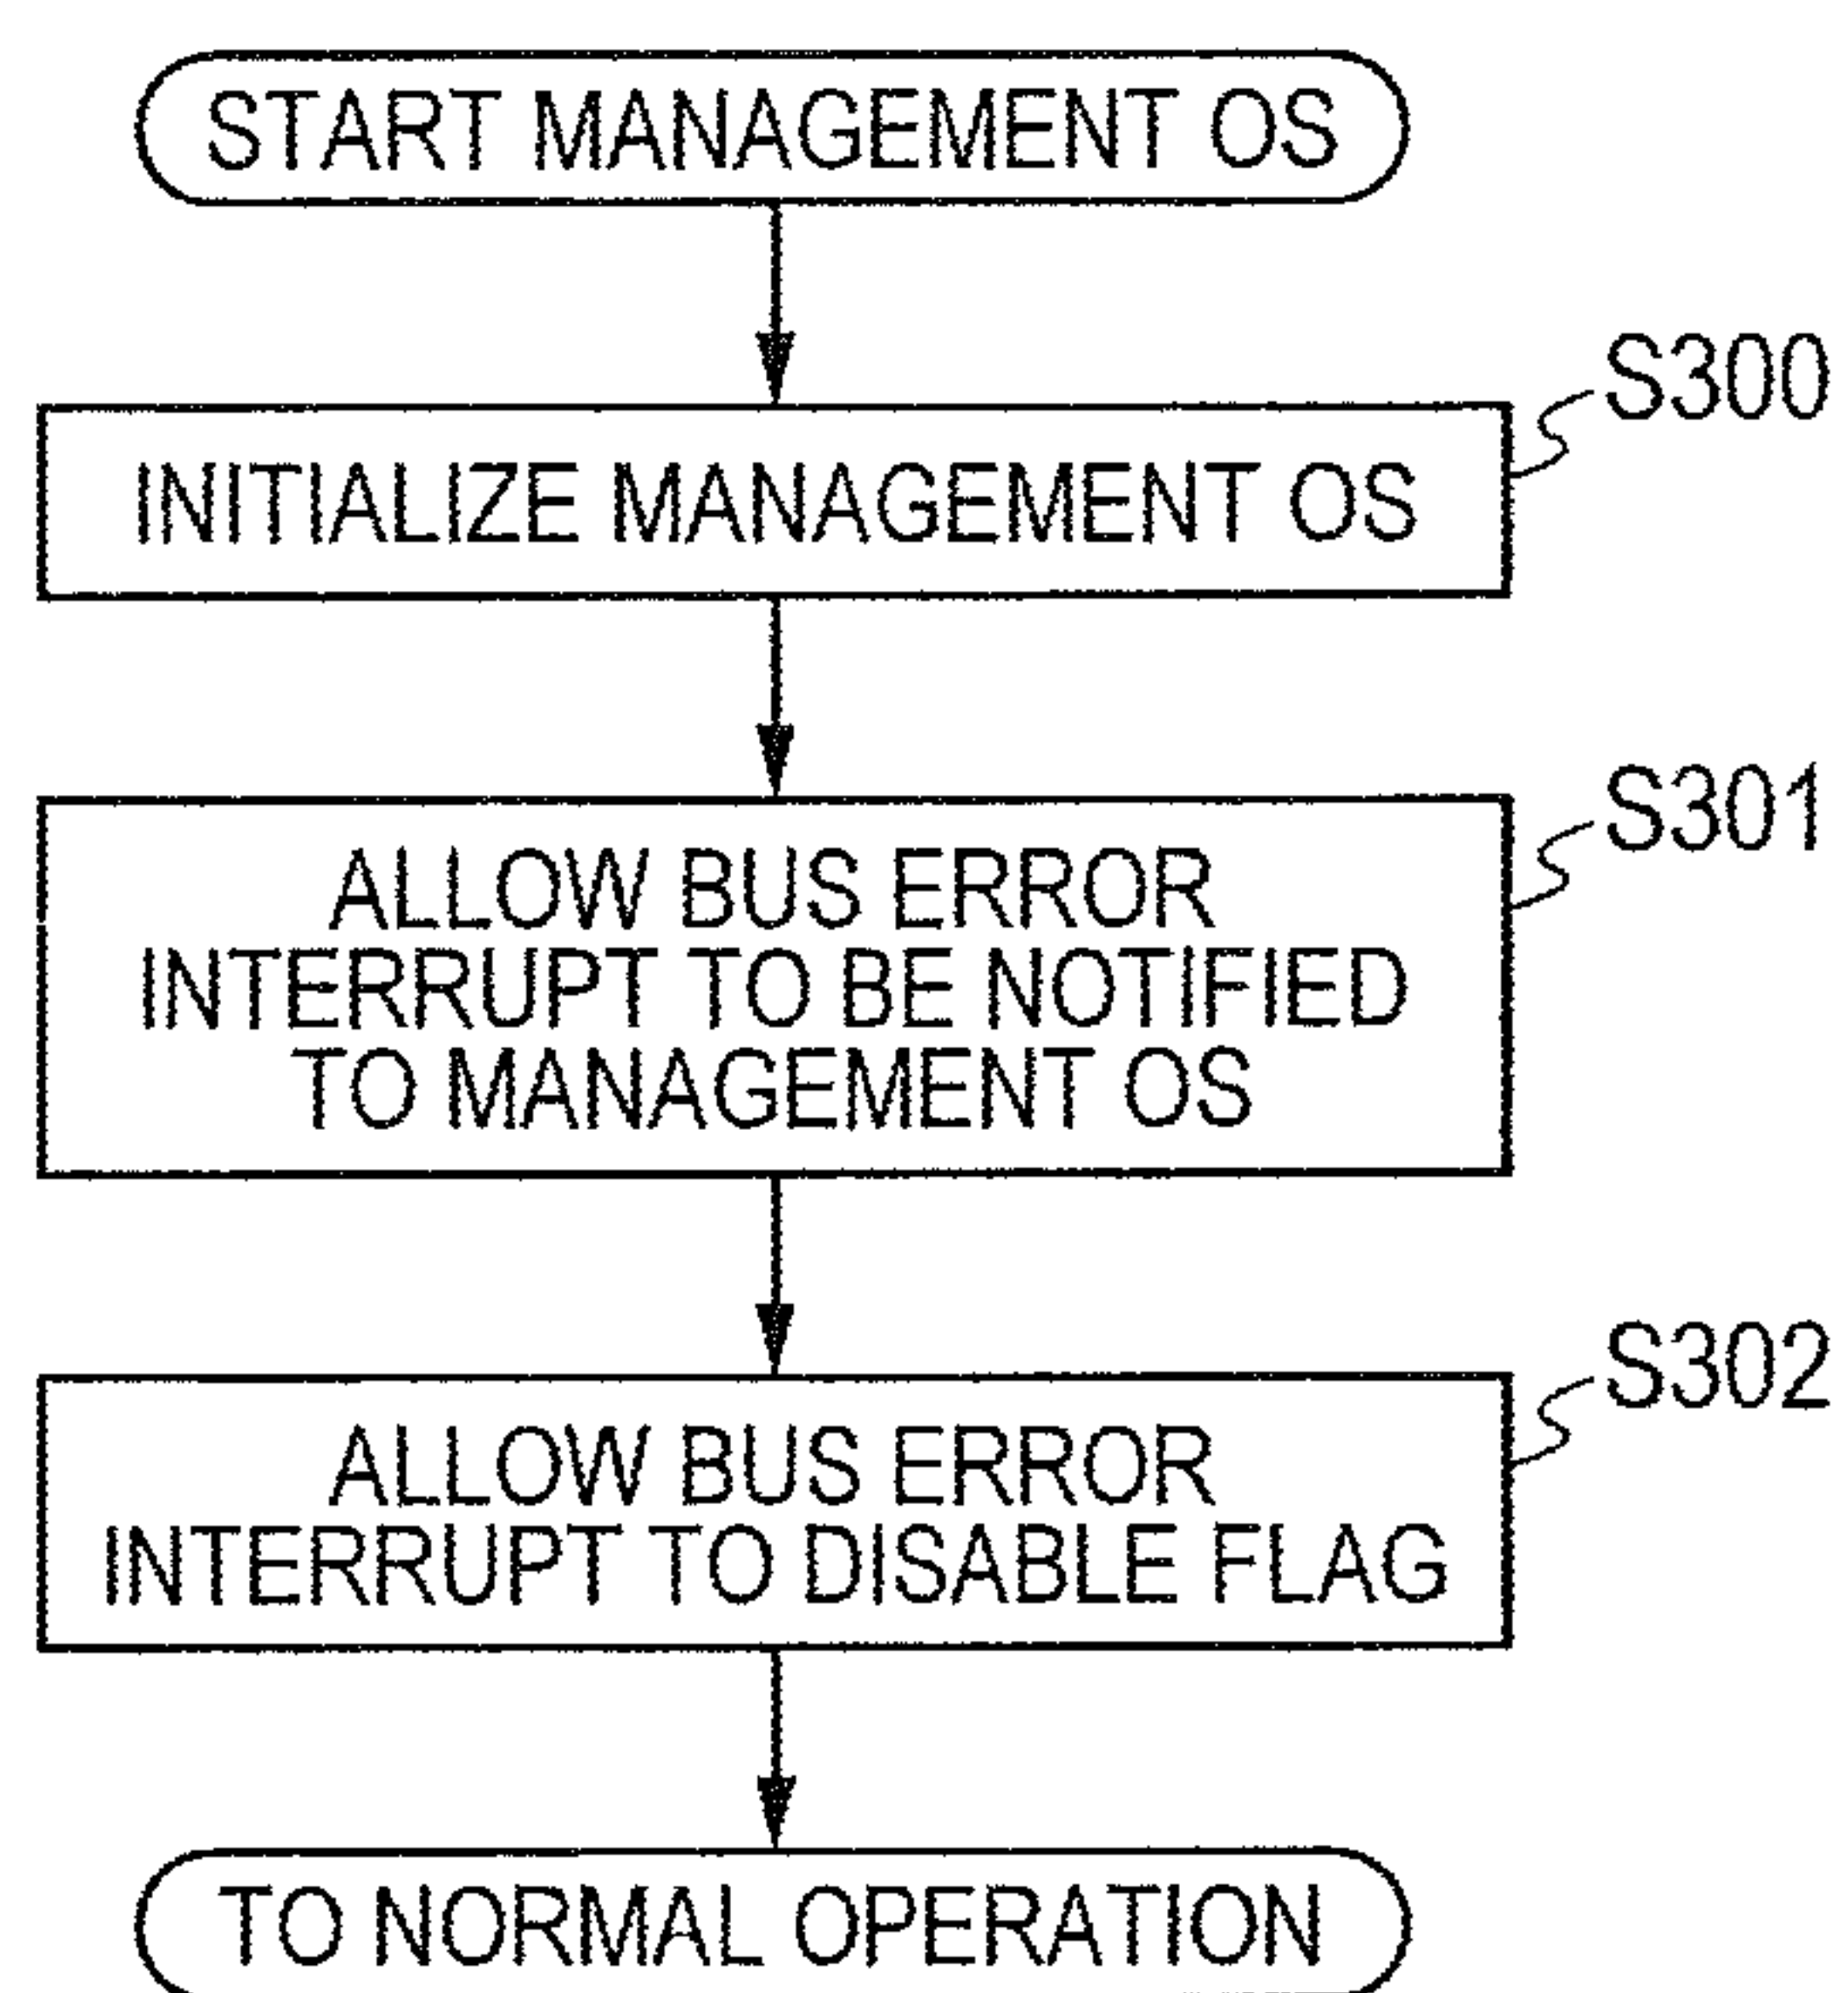 START MANAGEMENT OS
S300
INITIALIZE MANAGEMENT OS
S301
ALLOW BUS ERROR
INTERRUPT TO BE NOTIFIED
TO MANAGEMENT OS
S302
ALLOW BUS ERROR
INTERRUPT TO DISABLE FLAG
TO NORMAL OPERATION